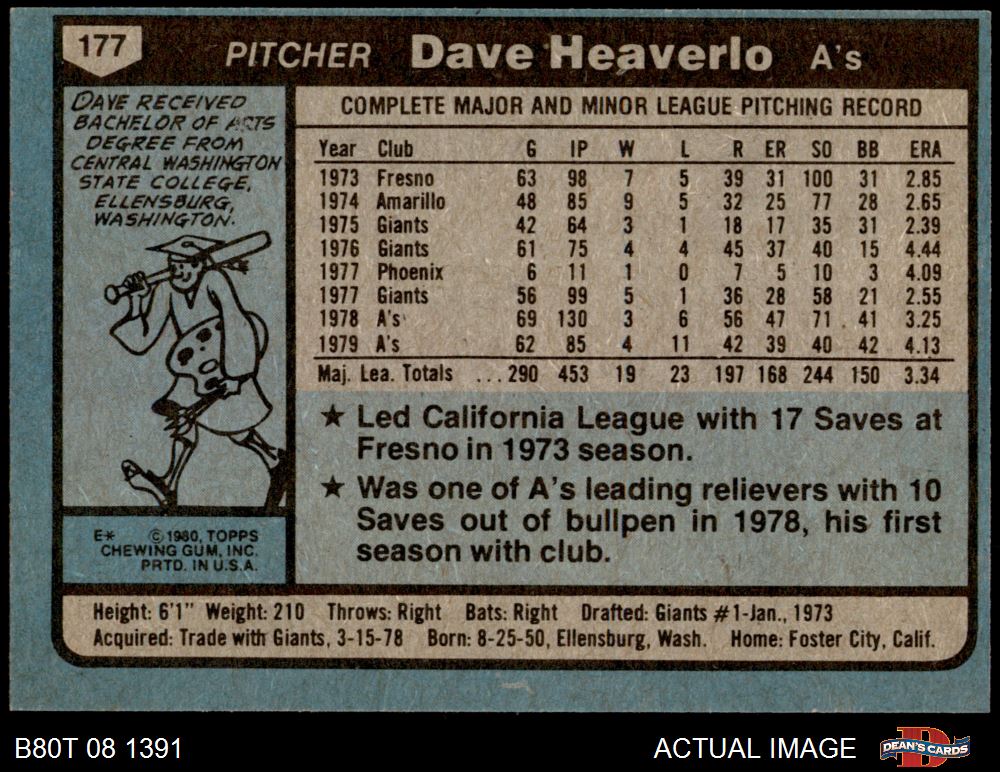 177 PITCHER Dave Heaverlo A's
DAVE RECEIVED
BACHELOR OF ARTS
DEGREE FROM
CENTRAL WASHINGTON
STATE COLLEGE,
ELLENSBURG,
WASHINGTON.
E* © 1980, TOPPS
CHEWING GUM, INC.
PRTD. IN U.S.A.
COMPLETE MAJOR AND MINOR LEAGUE PITCHING RECORD
Year Club G IP W L R ER SO BB ERA
1973 Fresno 63 98 7 5 39 31 100 31 2.85
1974 Amarillo 48 85 9 5 32 25 77 28 2.65
1975 Giants 42 64 3 1 18 17 35 31 2.39
1976 Giants 61 75 4 4 45 37 40 15 4.44
1977 Phoenix 6 11 1 0 7 5 10 3 4.09
1977 Giants 56 99 5 1 36 28 58 21 2.55
1978 A's 69 130 3 6 56 47 71 41 3.25
1979 A's 62 85 4 11 42 39 40 42 4.13
Maj. Lea. Totals ...290 453 19 23 197 168 244 150 3.34
★ Led California League with 17 Saves at
Fresno in 1973 season.
★ Was one of A's leading relievers with 10
Saves out of bullpen in 1978, his first
season with club.
Height: 6'1" Weight: 210 Throws: Right Bats: Right Drafted: Giants #1-Jan., 1973
Acquired: Trade with Giants, 3-15-78 Born: 8-25-50, Ellensburg, Wash. Home: Foster City, Calif.
B80T 08 1391 ACTUAL IMAGE D DEAN'S CARDS